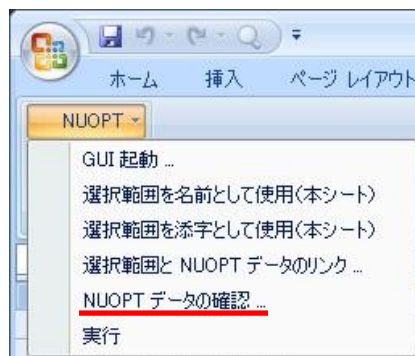 ホーム 挿入 ページ レイアウト
NUOPT
GUI 起動 ...
選択範囲を名前として使用(本シート)
選択範囲を添字として使用(本シート)
選択範囲と NUOPT データのリンク ...
NUOPT データの確認 ...
実行